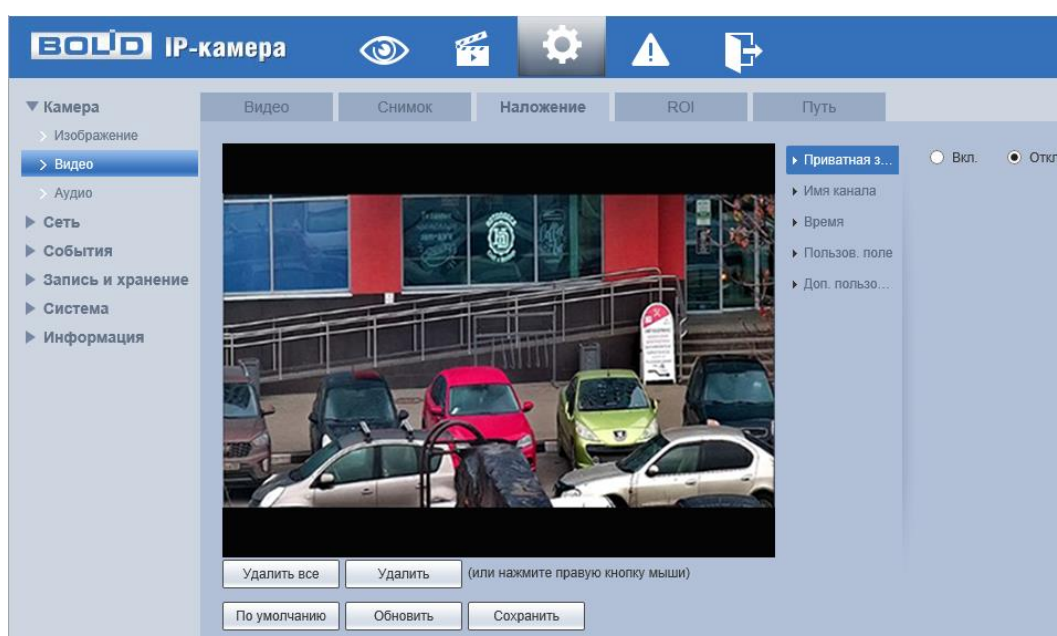 BOLID IP-камера
Камера
Изображение
Видео
Аудио
Сеть
События
Запись и хранение
Система
Информация
Видео
Снимок
Наложение
ROI
Путь
Приватная з...
Имя канала
Время
Пользов. поле
Доп. пользо...
Вкл.
Откл
Удалить все
Удалить
(или нажмите правую кнопку мыши)
По умолчанию
Обновить
Сохранить